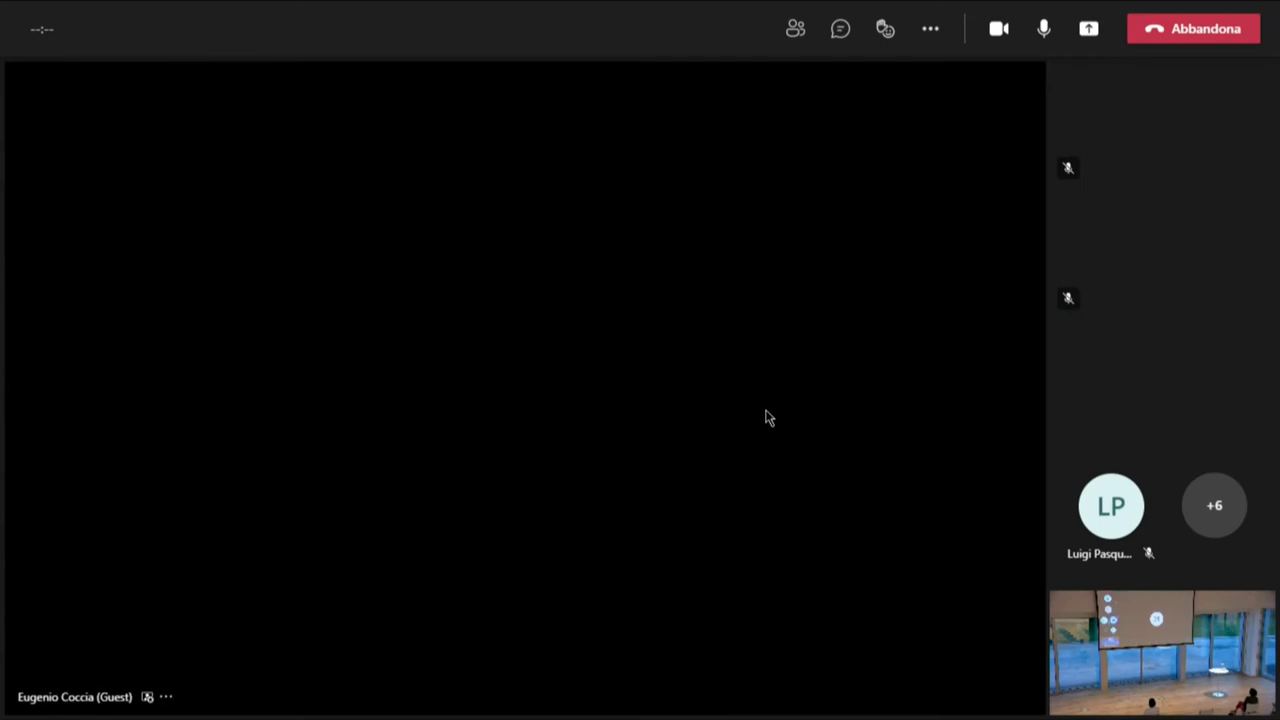 --:--
Abbandona
LP
+6
Luigi Pasqu...
Eugenio Coccia (Guest)